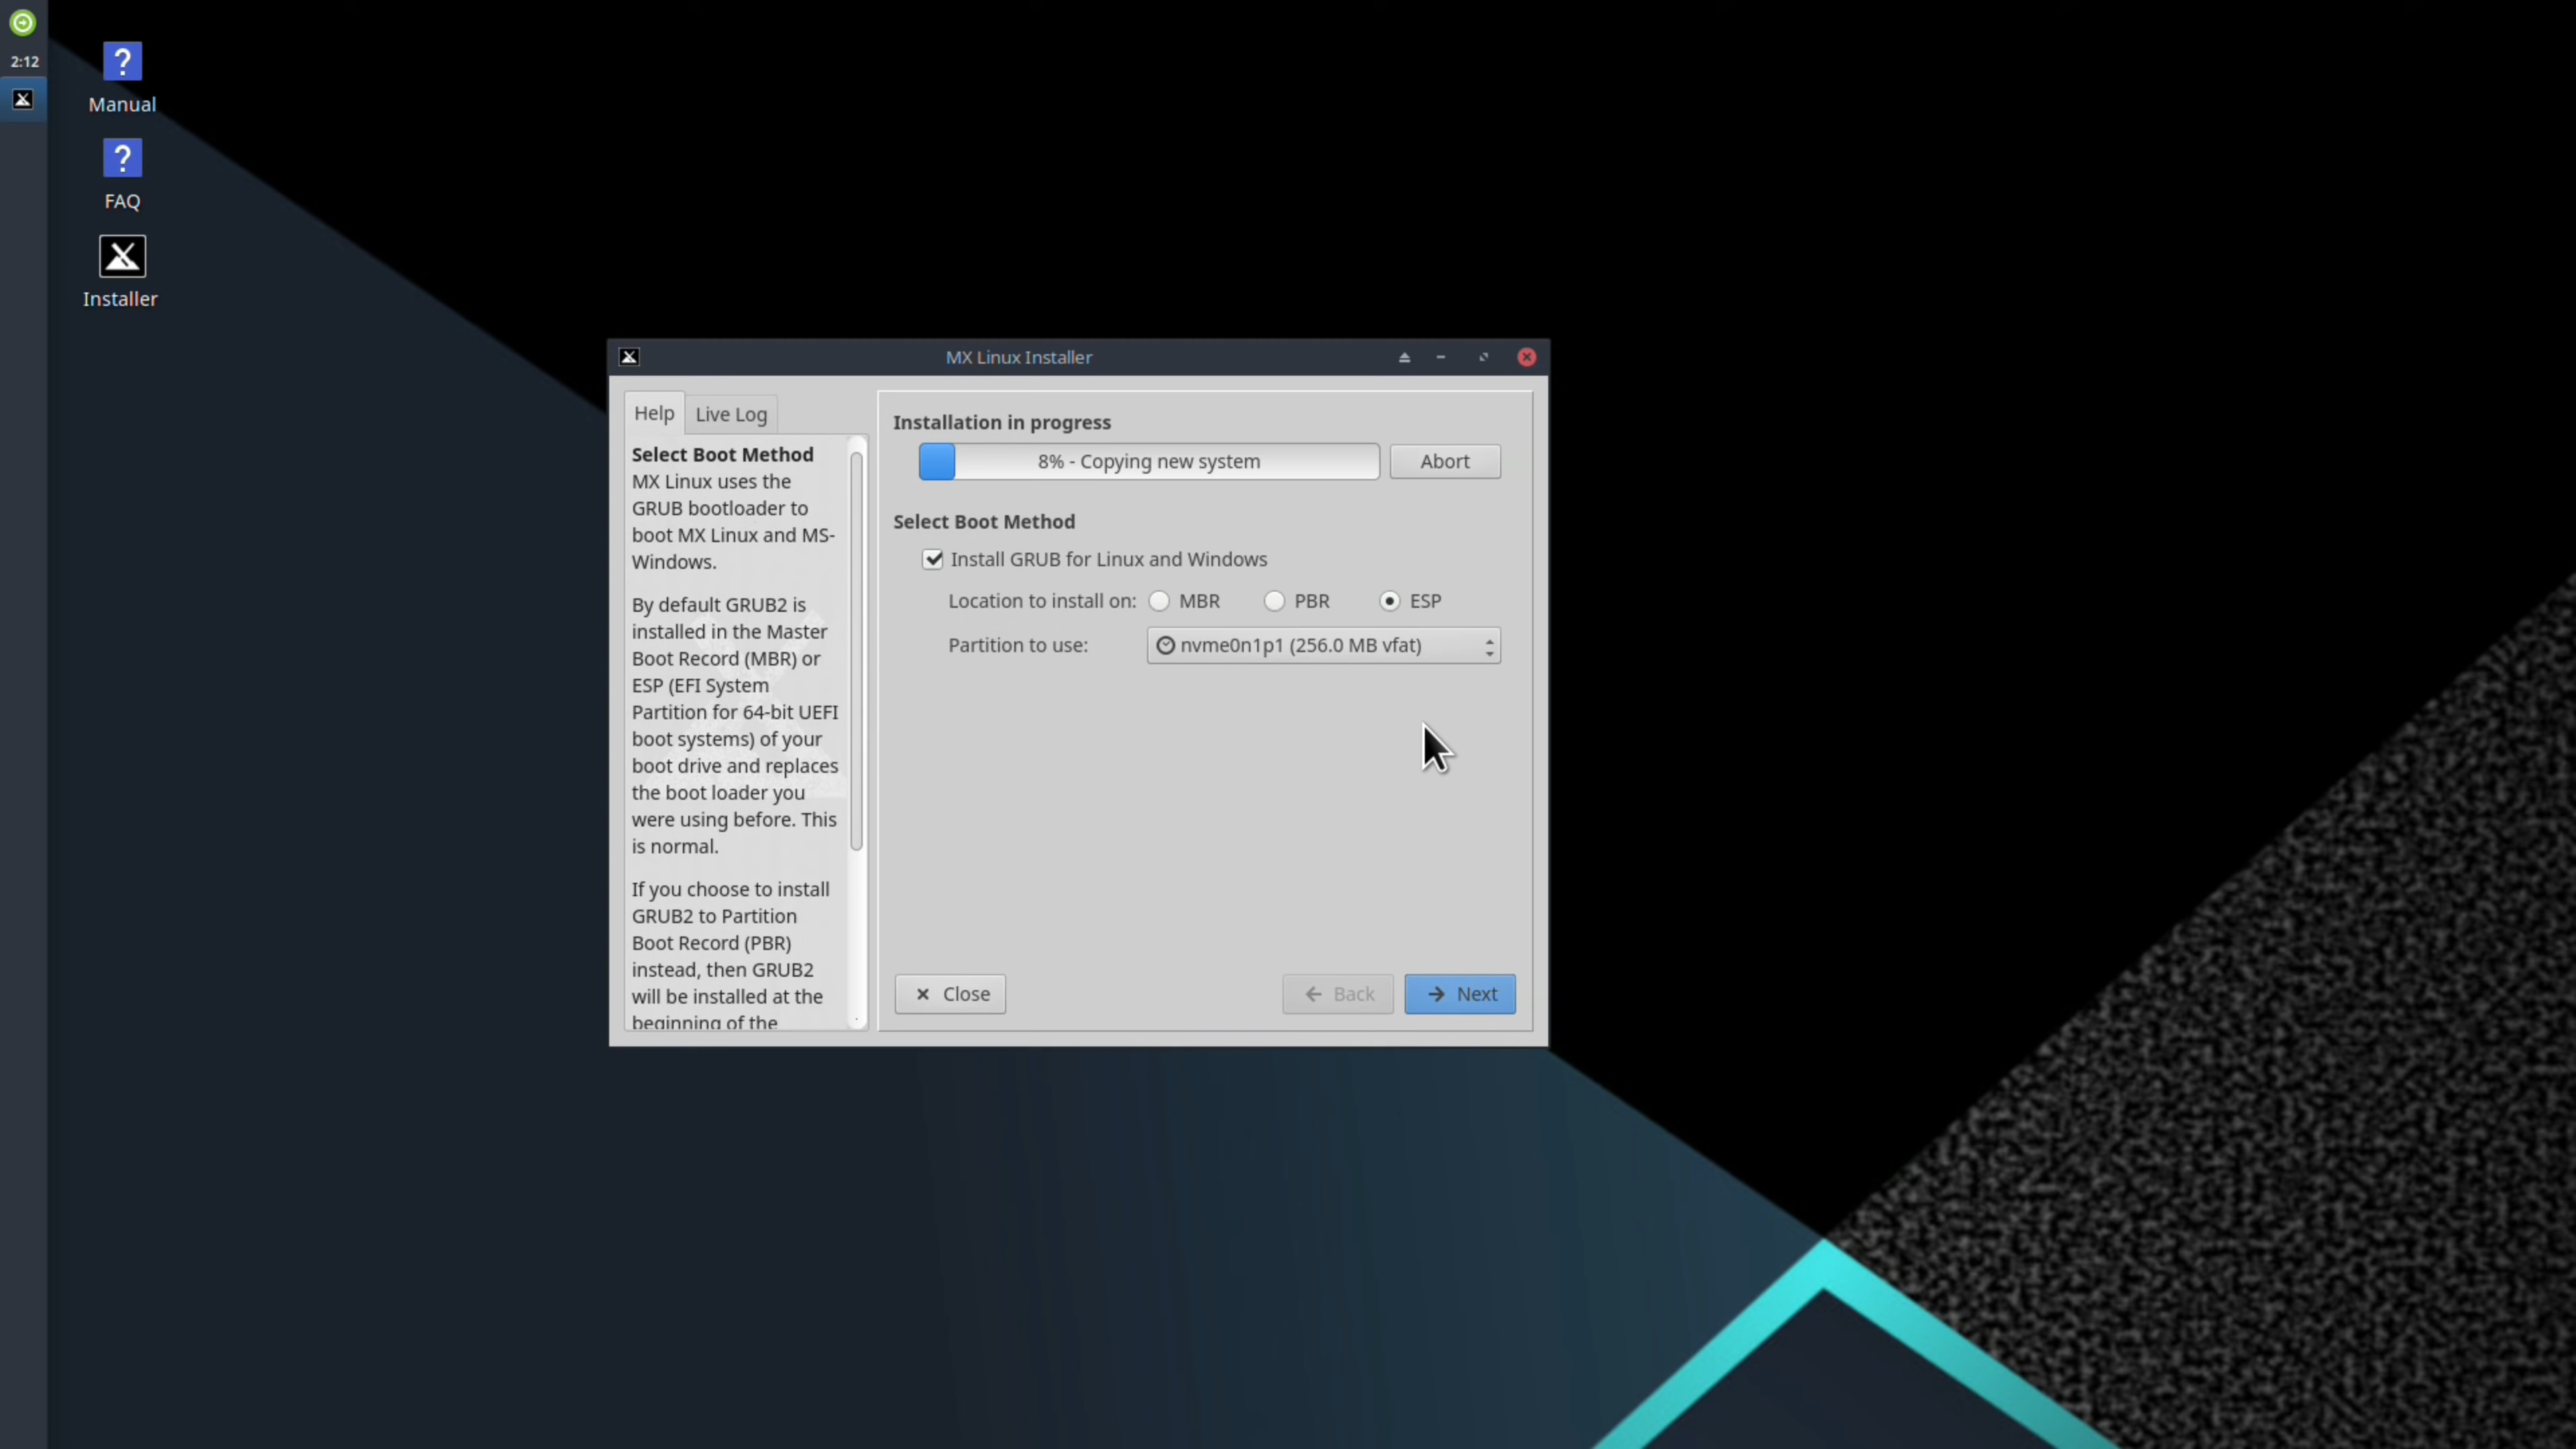 2:12
Manual
FAQ
Installer
MX Linux Installer
Help
Live Log
Select Boot Method
MX Linux uses the
GRUB bootloader to
boot MX Linux and MS-
Windows.
By default GRUB2 is
installed in the Master
Boot Record (MBR) or
ESP (EFI System
Partition for 64-bit UEFI
boot systems) of your
boot drive and replaces
the boot loader you
were using before. This
is normal.
If you choose to install
GRUB2 to Partition
Boot Record (PBR)
instead, then GRUB2
will be installed at the
beginning of the
Installation in progress
8% - Copying new system
Abort
Select Boot Method
Install GRUB for Linux and Windows
Location to install on: MBR PBR ESP
Partition to use: nvme0n1p1 (256.0 MB vfat)
Close
Back
Next